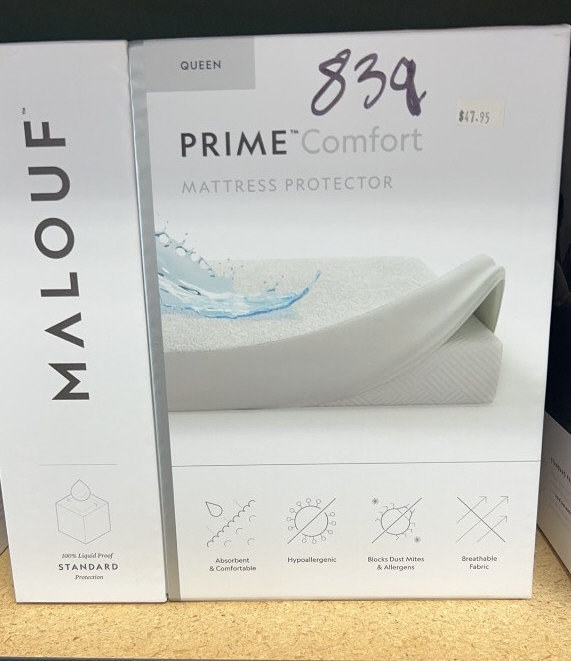 MALOUF™
100% Liquid Proof
STANDARD
Protection
QUEEN
839
$47.95
PRIME™ Comfort
MATTRESS PROTECTOR
Absorbent
& Comfortable
Hypoallergenic
Blocks Dust Mites
& Allergens
Breathable
Fabric